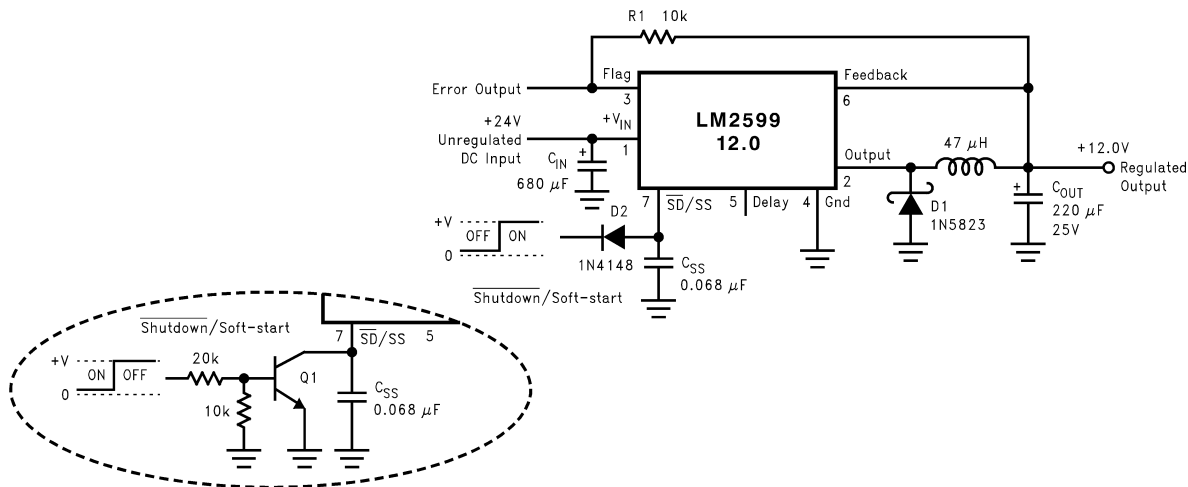 R1 10k
Flag
3
Error Output
Feedback
6
LM2599
12.0
+24V
Unregulated
DC Input
+VIN
1
+
CIN
680 μF
Output
2
47 μH
+12.0V
Regulated
Output
+
COUT
220 μF
25V
D1
1N5823
7
SD/SS
5
Delay
4
Gnd
D2
1N4148
+V
OFF
ON
0
CSS
0.068 μF
Shutdown/Soft-start
Shutdown/Soft-start
7
SD/SS
5
+V
ON
OFF
0
20k
10k
Q1
CSS
0.068 μF